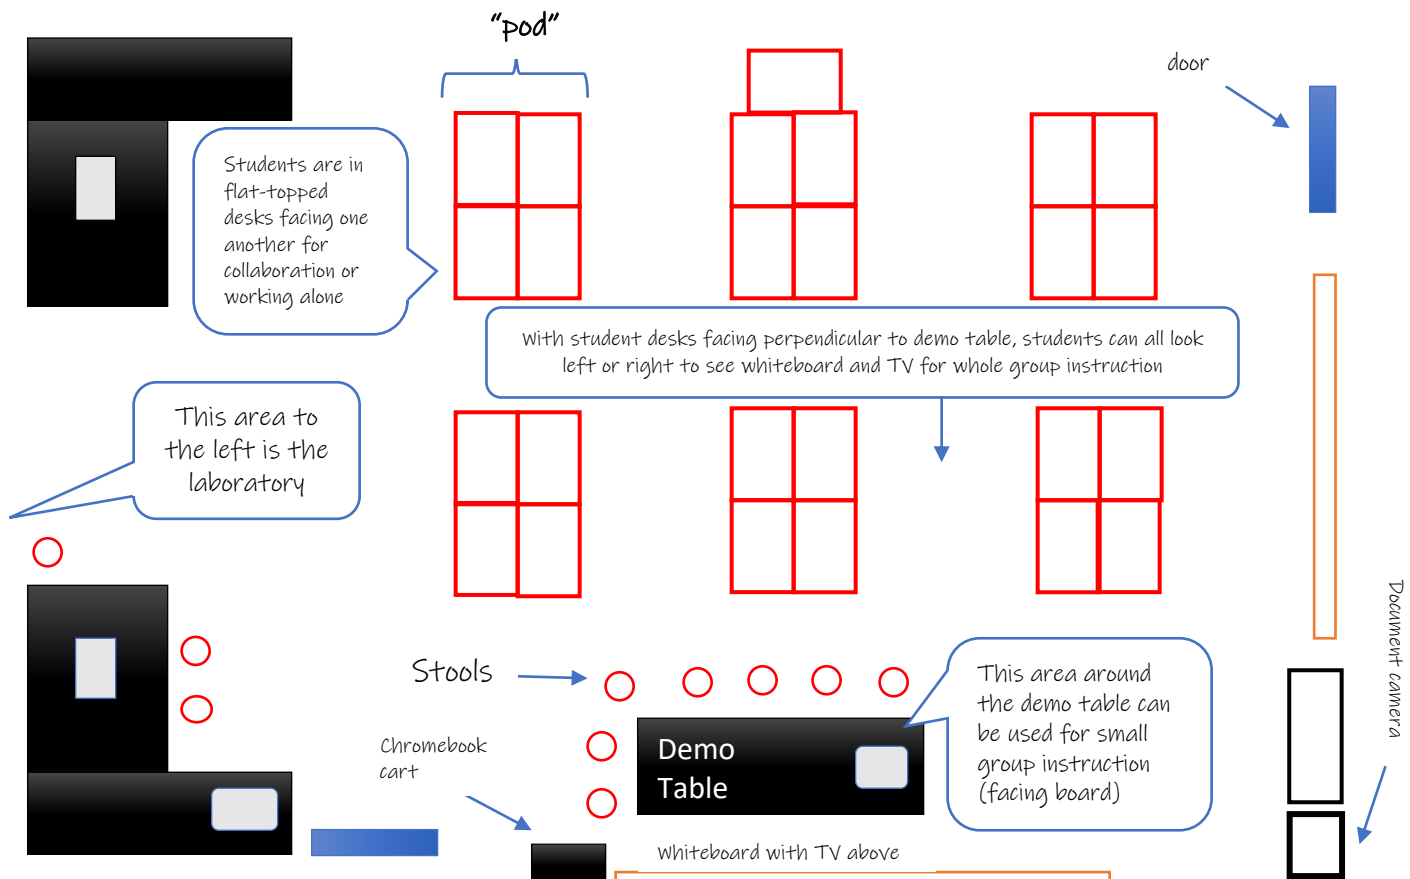 “pod”
door
Students are in
flat-topped
desks facing one
another for
collaboration or
working alone
With student desks facing perpendicular to demo table, students can all look
left or right to see whiteboard and TV for whole group instruction
This area to
the left is the
laboratory
Document camera
Stools
This area around
the demo table can
be used for small
group instruction
(facing board)
Chromebook
cart
Demo
Table
Whiteboard with TV above